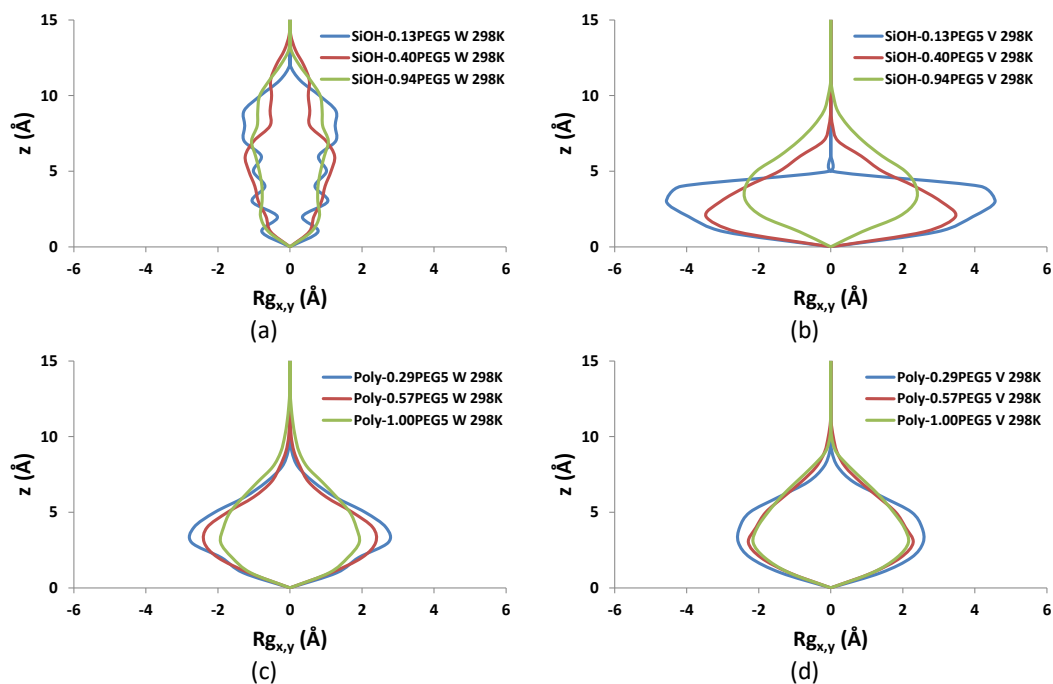 15
10
5
0
z (Å)
-6 -4 -2 0 2 4 6
Rgx,y (Å)
SiOH-0.13PEG5 W 298K
SiOH-0.40PEG5 W 298K
SiOH-0.94PEG5 W 298K
(a)
15
10
5
0
z (Å)
-6 -4 -2 0 2 4 6
Rgx,y (Å)
SiOH-0.13PEG5 V 298K
SiOH-0.40PEG5 V 298K
SiOH-0.94PEG5 V 298K
(b)
15
10
5
0
z (Å)
-6 -4 -2 0 2 4 6
Rgx,y (Å)
Poly-0.29PEG5 W 298K
Poly-0.57PEG5 W 298K
Poly-1.00PEG5 W 298K
(c)
15
10
5
0
z (Å)
-6 -4 -2 0 2 4 6
Rgx,y (Å)
Poly-0.29PEG5 V 298K
Poly-0.57PEG5 V 298K
Poly-1.00PEG5 V 298K
(d)